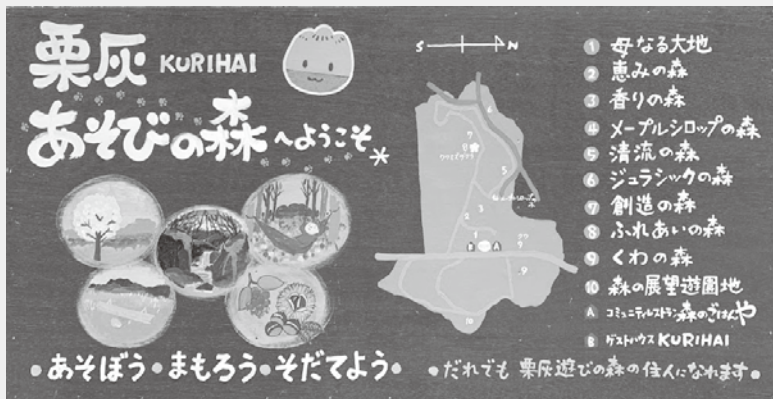 栗灰 KURIHAI
あそびの森へようこそ
S N
① 母なる大地
② 恵みの森
③ 香りの森
④ メープルシロップの森
⑤ 清流の森
⑥ ジュラシックの森
⑦ 創造の森
⑧ ふれあいの森
⑨ くわの森
⑩ 森の展望遊園地
A コミュニティレストラン 森のごはんや
B ゲストハウス KURIHAI
・あそぼう・まもろう・そだてよう・
・だれでも 栗灰遊びの森の住人になれます・